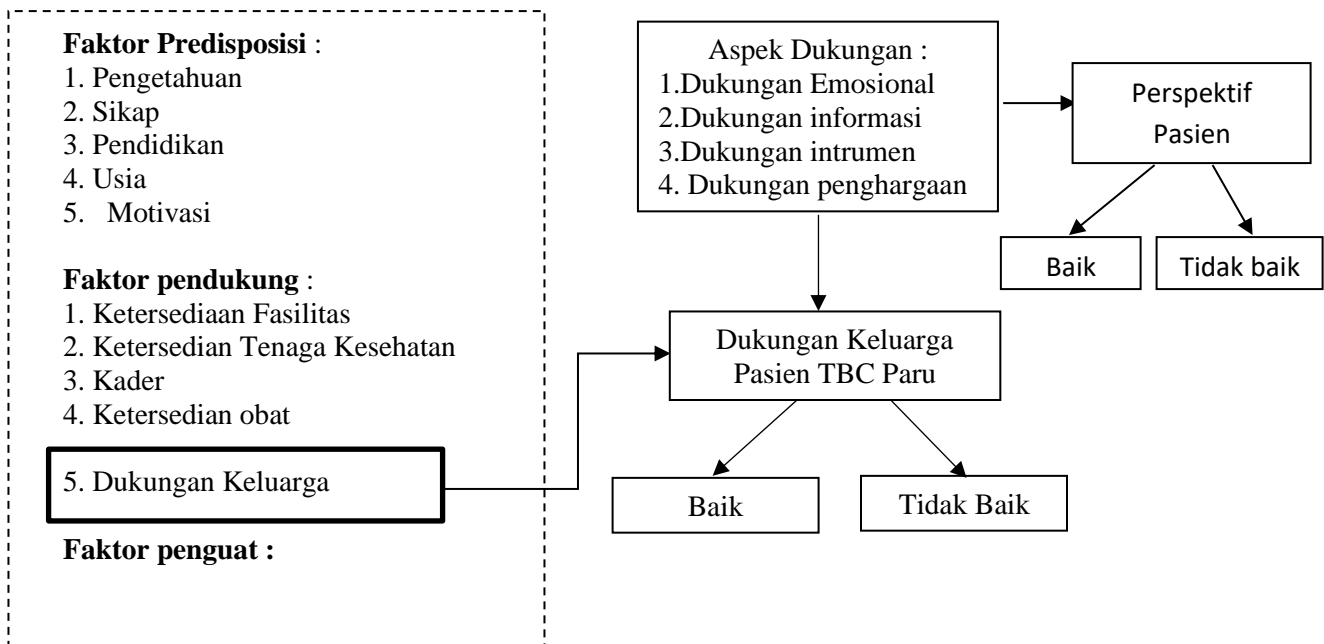 Faktor Predisposisi :
1. Pengetahuan
2. Sikap
3. Pendidikan
4. Usia
5. Motivasi
Faktor pendukung :
1. Ketersediaan Fasilitas
2. Ketersedian Tenaga Kesehatan
3. Kader
4. Ketersedian obat
5. Dukungan Keluarga
Faktor penguat :
Aspek Dukungan :
1.Dukungan Emosional
2.Dukungan informasi
3.Dukungan intrumen
4. Dukungan penghargaan
Perspektif
Pasien
Baik
Tidak baik
Dukungan Keluarga
Pasien TBC Paru
Baik
Tidak Baik